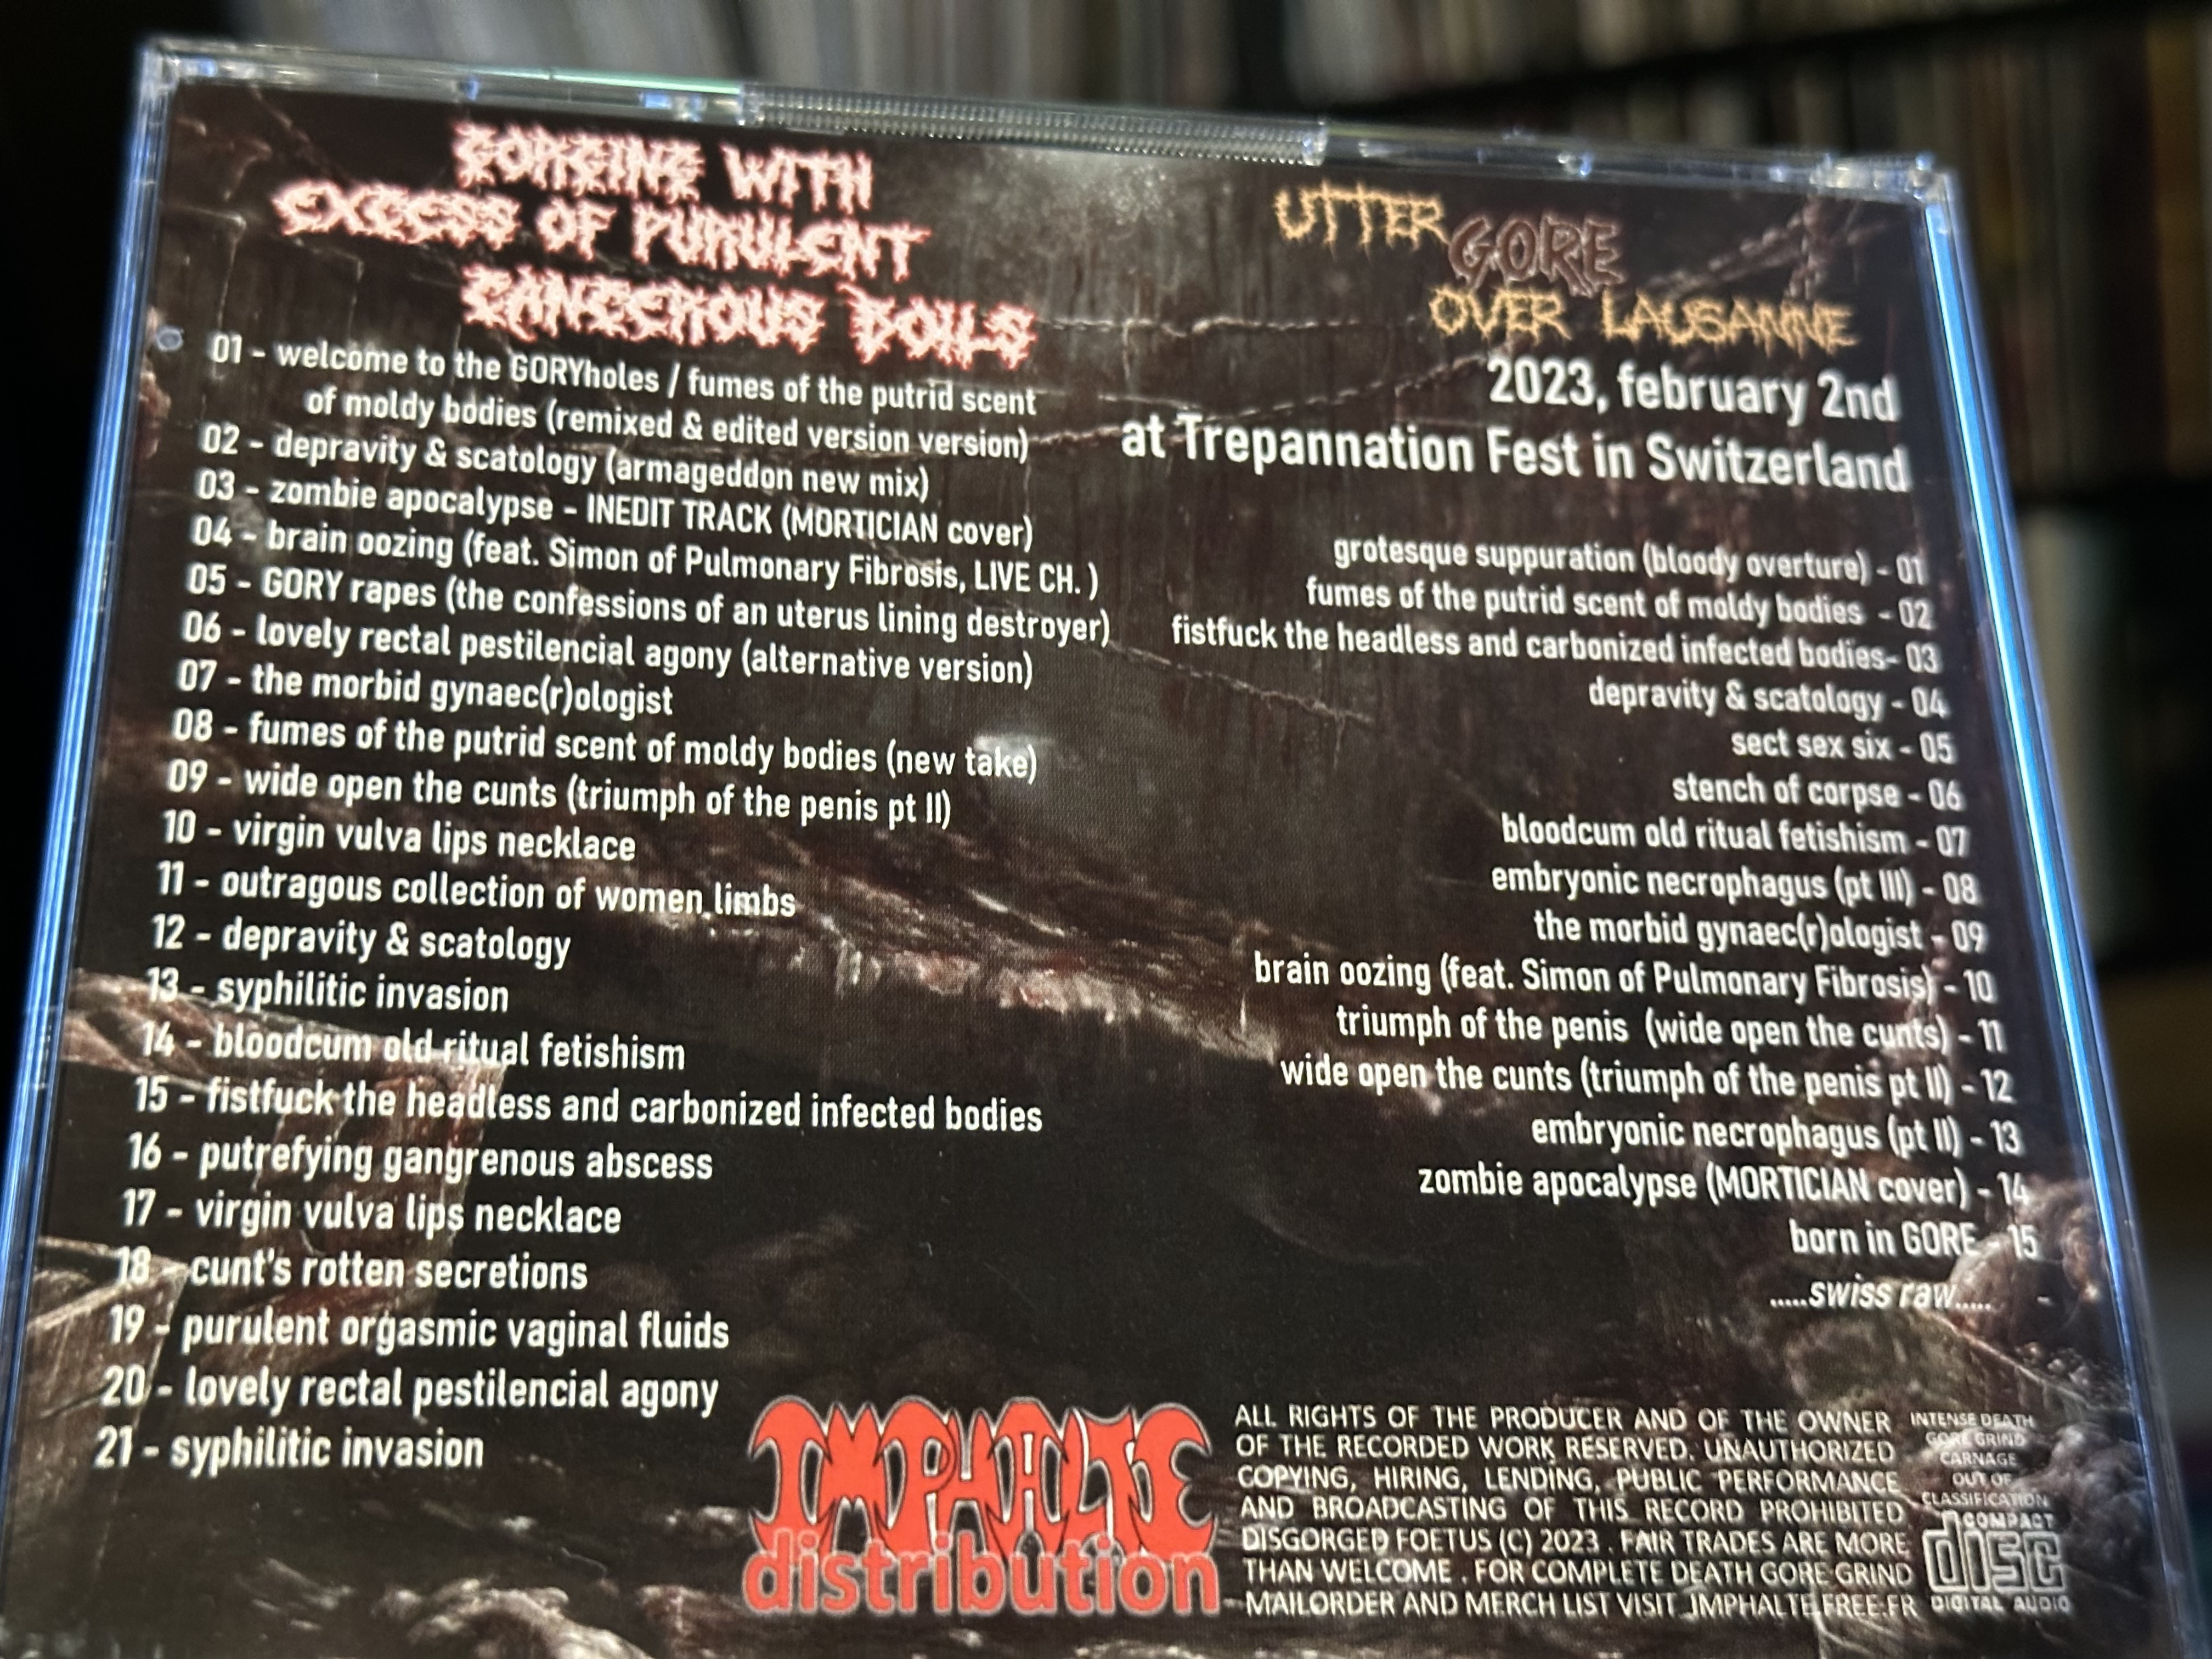 GORGING WITH
EXCESS OF PURULENT
CANCEROUS BOILS
01 - welcome to the GORYholes / fumes of the putrid scent
of moldy bodies (remixed & edited version version)
02 - depravity & scatology (armageddon new mix)
03 - zombie apocalypse - INEDIT TRACK (MORTICIAN cover)
04 - brain oozing (feat. Simon of Pulmonary Fibrosis, LIVE CH. )
05 - GORY rapes (the confessions of an uterus lining destroyer)
06 - lovely rectal pestilencial agony (alternative version)
07 - the morbid gynaec(r)ologist
08 - fumes of the putrid scent of moldy bodies (new take)
09 - wide open the cunts (triumph of the penis pt II)
10 - virgin vulva lips necklace
11 - outragous collection of women limbs
12 - depravity & scatology
13 - syphilitic invasion
14 - bloodcum old ritual fetishism
15 - fistfuck the headless and carbonized infected bodies
16 - putrefying gangrenous abscess
17 - virgin vulva lips necklace
18 - cunt's rotten secretions
19 - purulent orgasmic vaginal fluids
20 - lovely rectal pestilencial agony
21 - syphilitic invasion
UTTER GORE
OVER LAUSANNE
2023, february 2nd
at Trepannation Fest in Switzerland
grotesque suppuration (bloody overture) - 01
fumes of the putrid scent of moldy bodies - 02
fistfuck the headless and carbonized infected bodies- 03
depravity & scatology - 04
sect sex six - 05
stench of corpse - 06
bloodcum old ritual fetishism - 07
embryonic necrophagus (pt III) - 08
the morbid gynaec(r)ologist - 09
brain oozing (feat. Simon of Pulmonary Fibrosis) - 10
triumph of the penis (wide open the cunts) - 11
wide open the cunts (triumph of the penis pt II) - 12
embryonic necrophagus (pt II) - 13
zombie apocalypse (MORTICIAN cover) - 14
born in GORE - 15
.....swiss raw..... -
IMPHALTE
distribution
ALL RIGHTS OF THE PRODUCER AND OF THE OWNER
OF THE RECORDED WORK RESERVED. UNAUTHORIZED
COPYING, HIRING, LENDING, PUBLIC PERFORMANCE
AND BROADCASTING OF THIS RECORD PROHIBITED
DISGORGED FOETUS (C) 2023 . FAIR TRADES ARE MORE
THAN WELCOME . FOR COMPLETE DEATH GORE GRIND
MAILORDER AND MERCH LIST VISIT IMPHALTE.FREE.FR
INTENSE DEATH
GORE GRIND
CARNAGE
OUT OF
CLASSIFICATION
COMPACT
disc
DIGITAL AUDIO